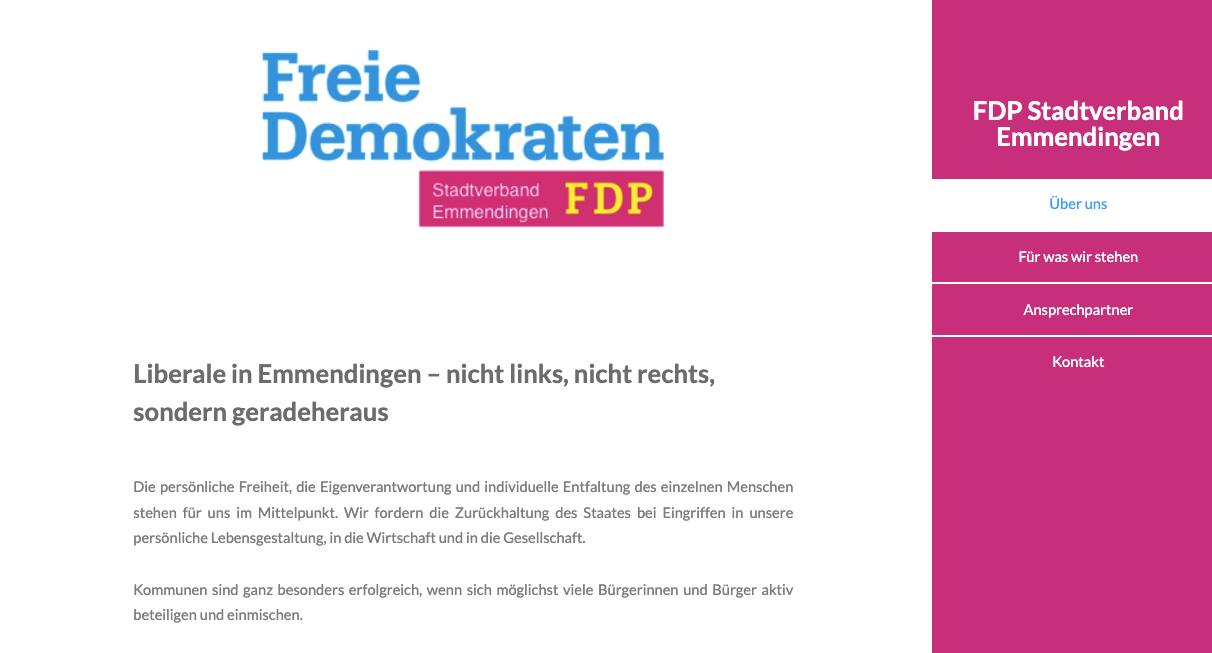 Freie
Demokraten
Stadtverband
Emmendingen
FDP
FDP Stadtverband
Emmendingen
Über uns
Für was wir stehen
Ansprechpartner
Kontakt
Liberale in Emmendingen – nicht links, nicht rechts,
sondern geradeheraus
Die persönliche Freiheit, die Eigenverantwortung und individuelle Entfaltung des einzelnen Menschen
stehen für uns im Mittelpunkt. Wir fordern die Zurückhaltung des Staates bei Eingriffen in unsere
persönliche Lebensgestaltung, in die Wirtschaft und in die Gesellschaft.
Kommunen sind ganz besonders erfolgreich, wenn sich möglichst viele Bürgerinnen und Bürger aktiv
beteiligen und einmischen.